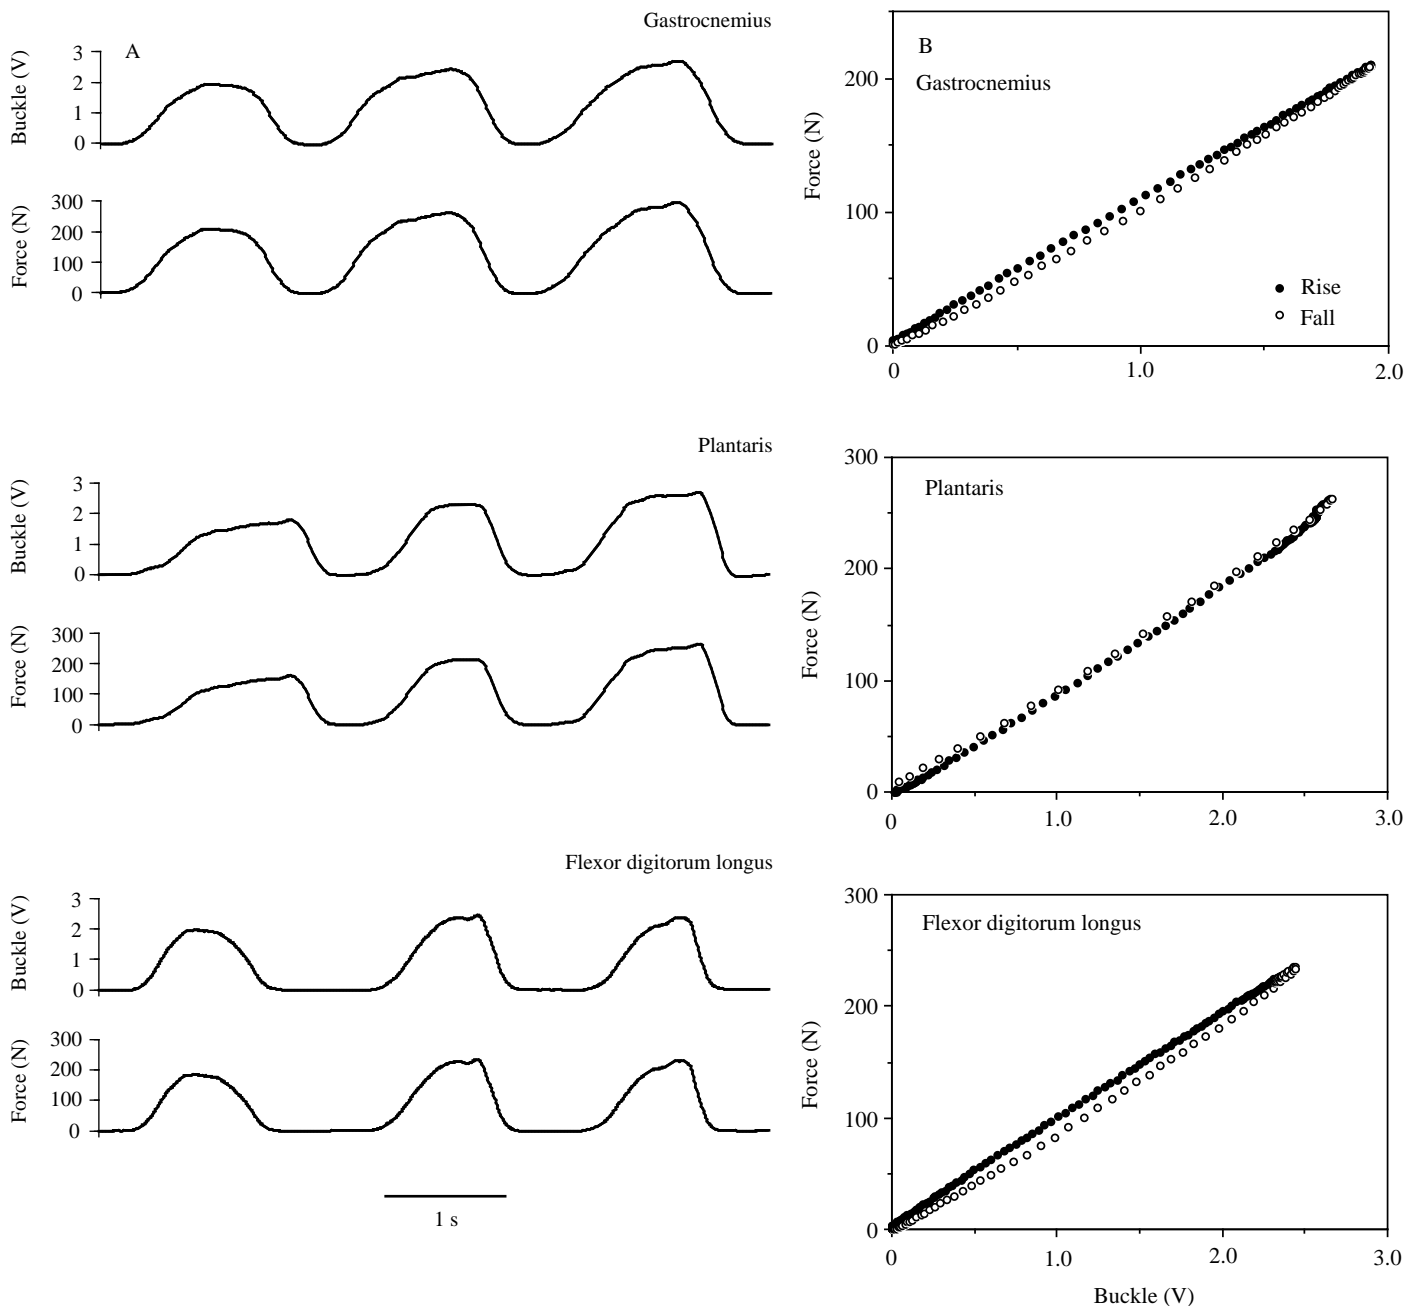 Gastrocnemius
A
Buckle (V)
3
2
1
0
Force (N)
300
200
100
0
Plantaris
Buckle (V)
3
2
1
0
Force (N)
300
200
100
0
Flexor digitorum longus
Buckle (V)
3
2
1
0
Force (N)
300
200
100
0
1 s
B
Gastrocnemius
Force (N)
200
100
0
Rise
Fall
0 1.0 2.0
Plantaris
Force (N)
300
200
100
0
0 1.0 2.0 3.0
Flexor digitorum longus
Force (N)
300
200
100
0
0 1.0 2.0 3.0
Buckle (V)